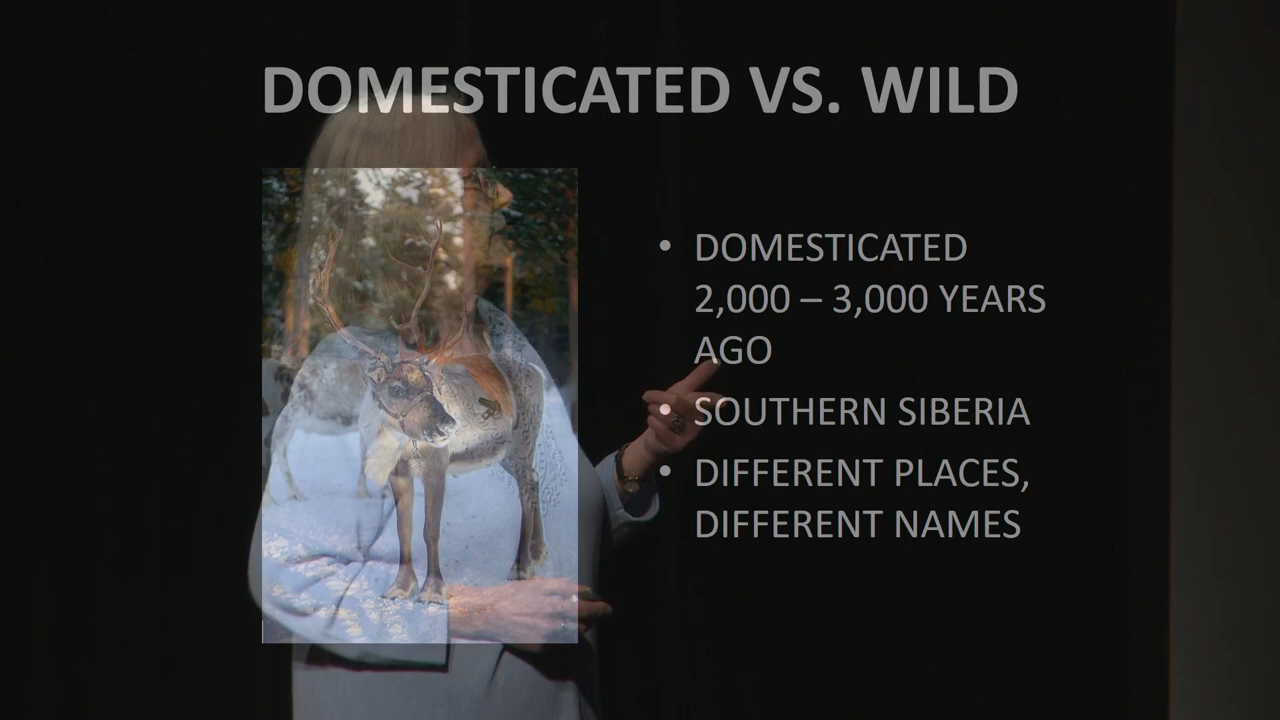 DOMESTICATED VS. WILD
• DOMESTICATED
2,000 – 3,000 YEARS
AGO
• SOUTHERN SIBERIA
• DIFFERENT PLACES,
DIFFERENT NAMES